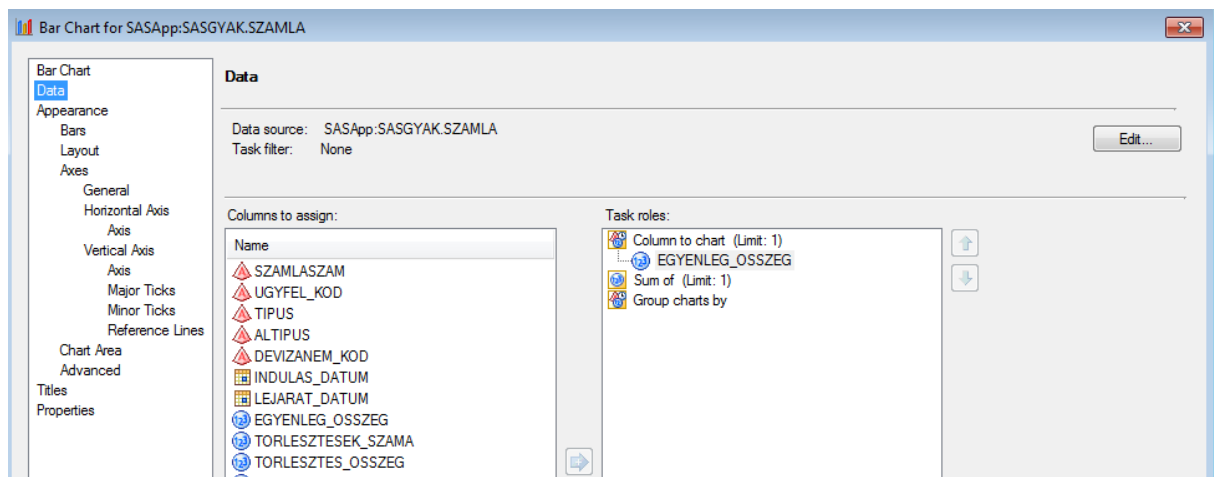 Bar Chart for SASApp:SASGYAK.SZAMLA
Bar Chart
Data
Appearance
Bars
Layout
Axes
General
Horizontal Axis
Axis
Vertical Axis
Axis
Major Ticks
Minor Ticks
Reference Lines
Chart Area
Advanced
Titles
Properties
Data
Data source: SASApp:SASGYAK.SZAMLA
Task filter: None
Edit...
Columns to assign:
Name
SZAMLASZAM
UGYFEL_KOD
TIPUS
ALTIPUS
DEVIZANEM_KOD
INDULAS_DATUM
LEJARAT_DATUM
EGYENLEG_OSSZEG
TORLESZTESEK_SZAMA
TORLESZTES_OSSZEG
Task roles:
Column to chart (Limit: 1)
EGYENLEG_OSSZEG
Sum of (Limit: 1)
Group charts by